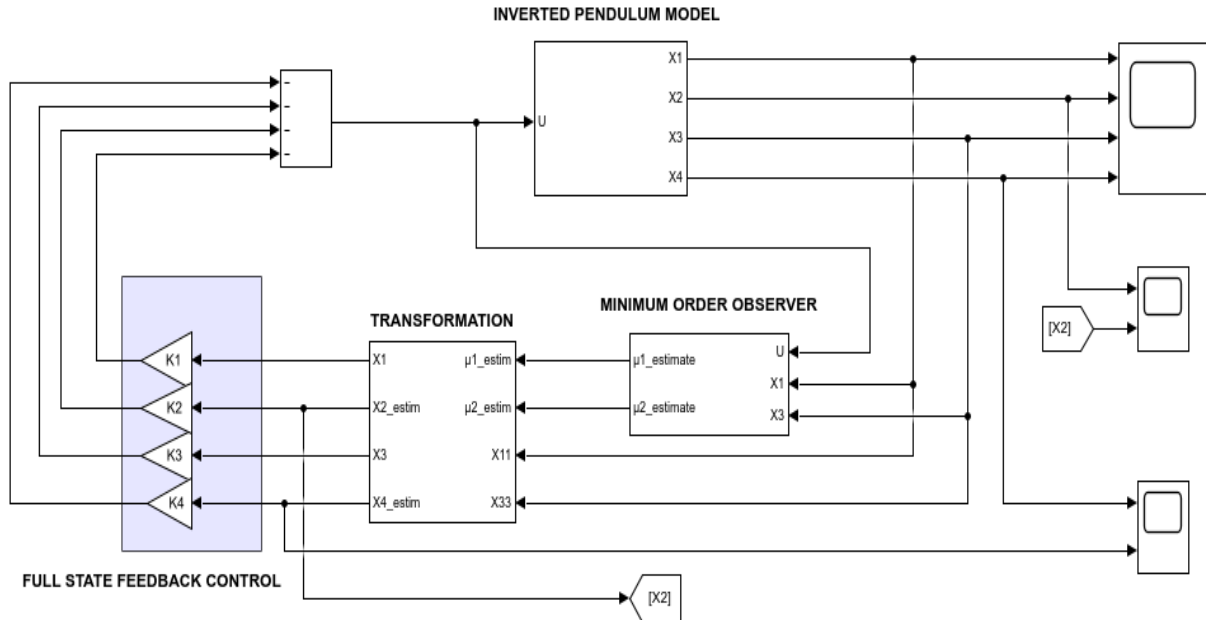 INVERTED PENDULUM MODEL
X1
X2
U
X3
X4
-
-
-
-
MINIMUM ORDER OBSERVER
TRANSFORMATION
[X2]
K1
X1
µ1_estim
µ1_estimate
U
X1
K2
X2_estim
µ2_estim
µ2_estimate
X3
K3
X3
X11
K4
X4_estim
X33
FULL STATE FEEDBACK CONTROL
[X2]